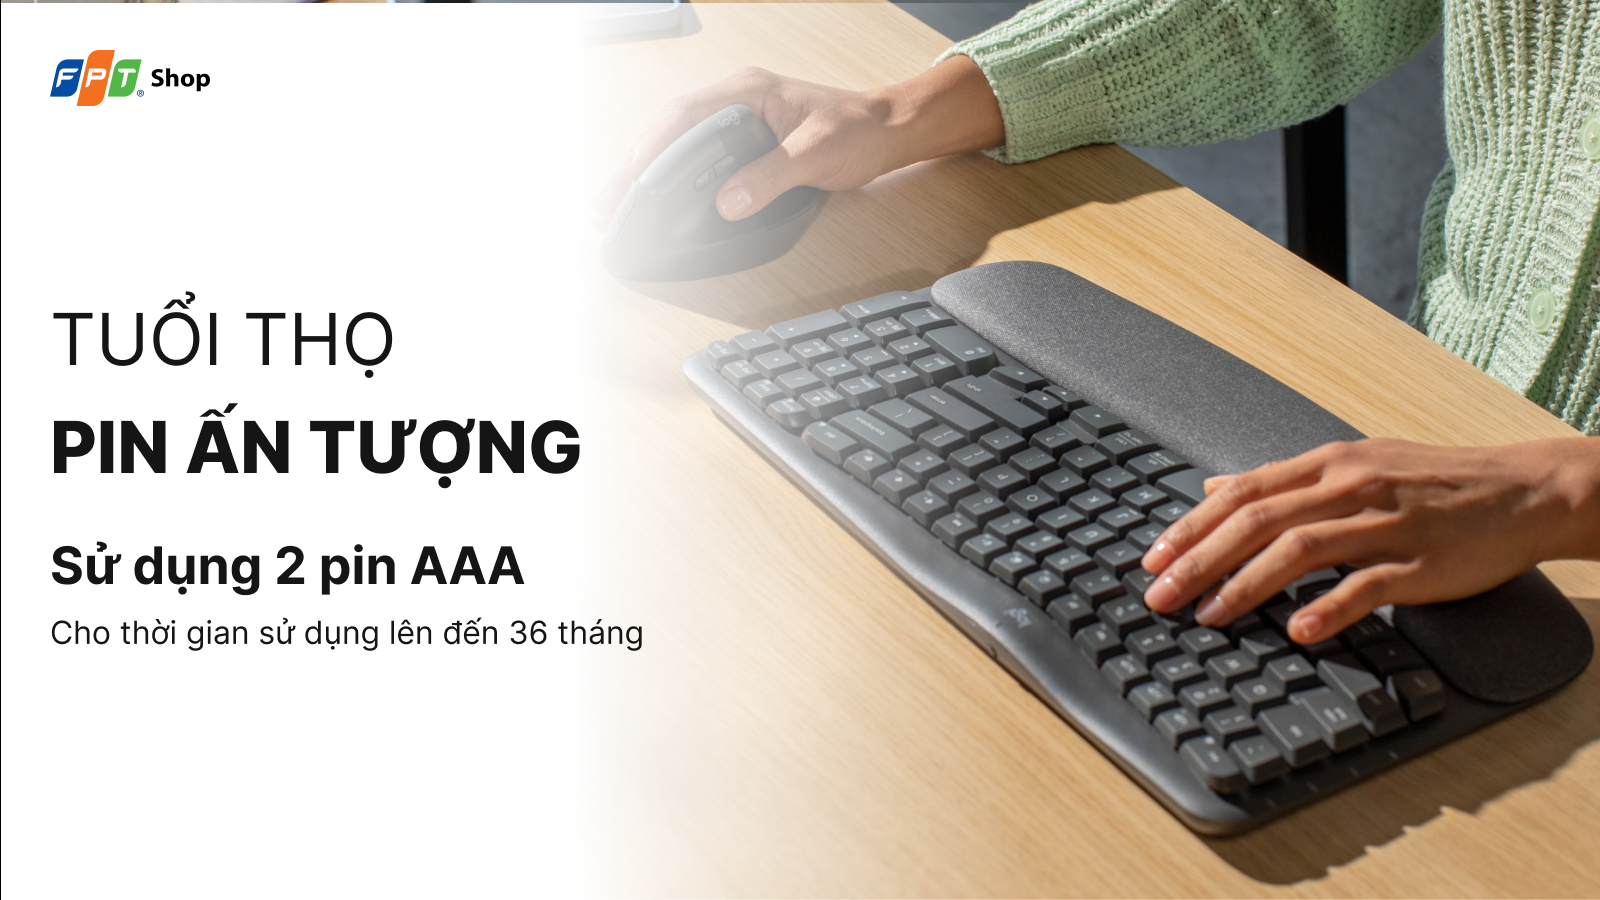 FPT® Shop
TUỔI THỌ
PIN ẤN TƯỢNG
Sử dụng 2 pin AAA
Cho thời gian sử dụng lên đến 36 tháng